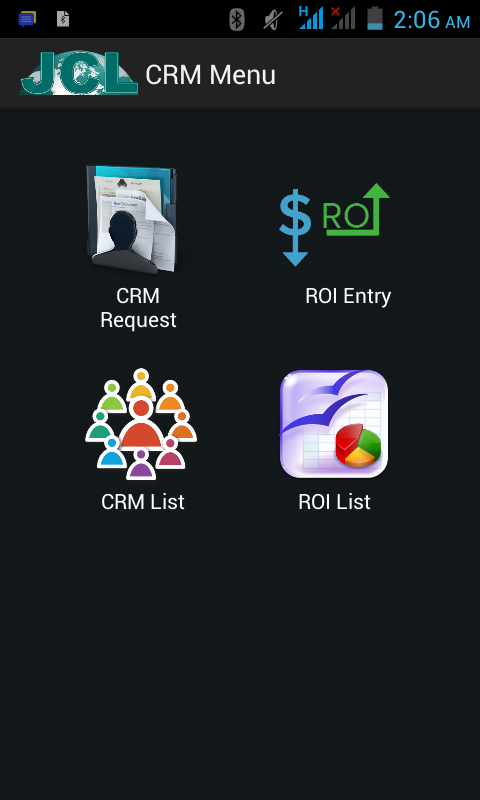 H
2:06 AM
JCL
CRM Menu
$ ROI
CRM
Request
ROI Entry
CRM List
ROI List